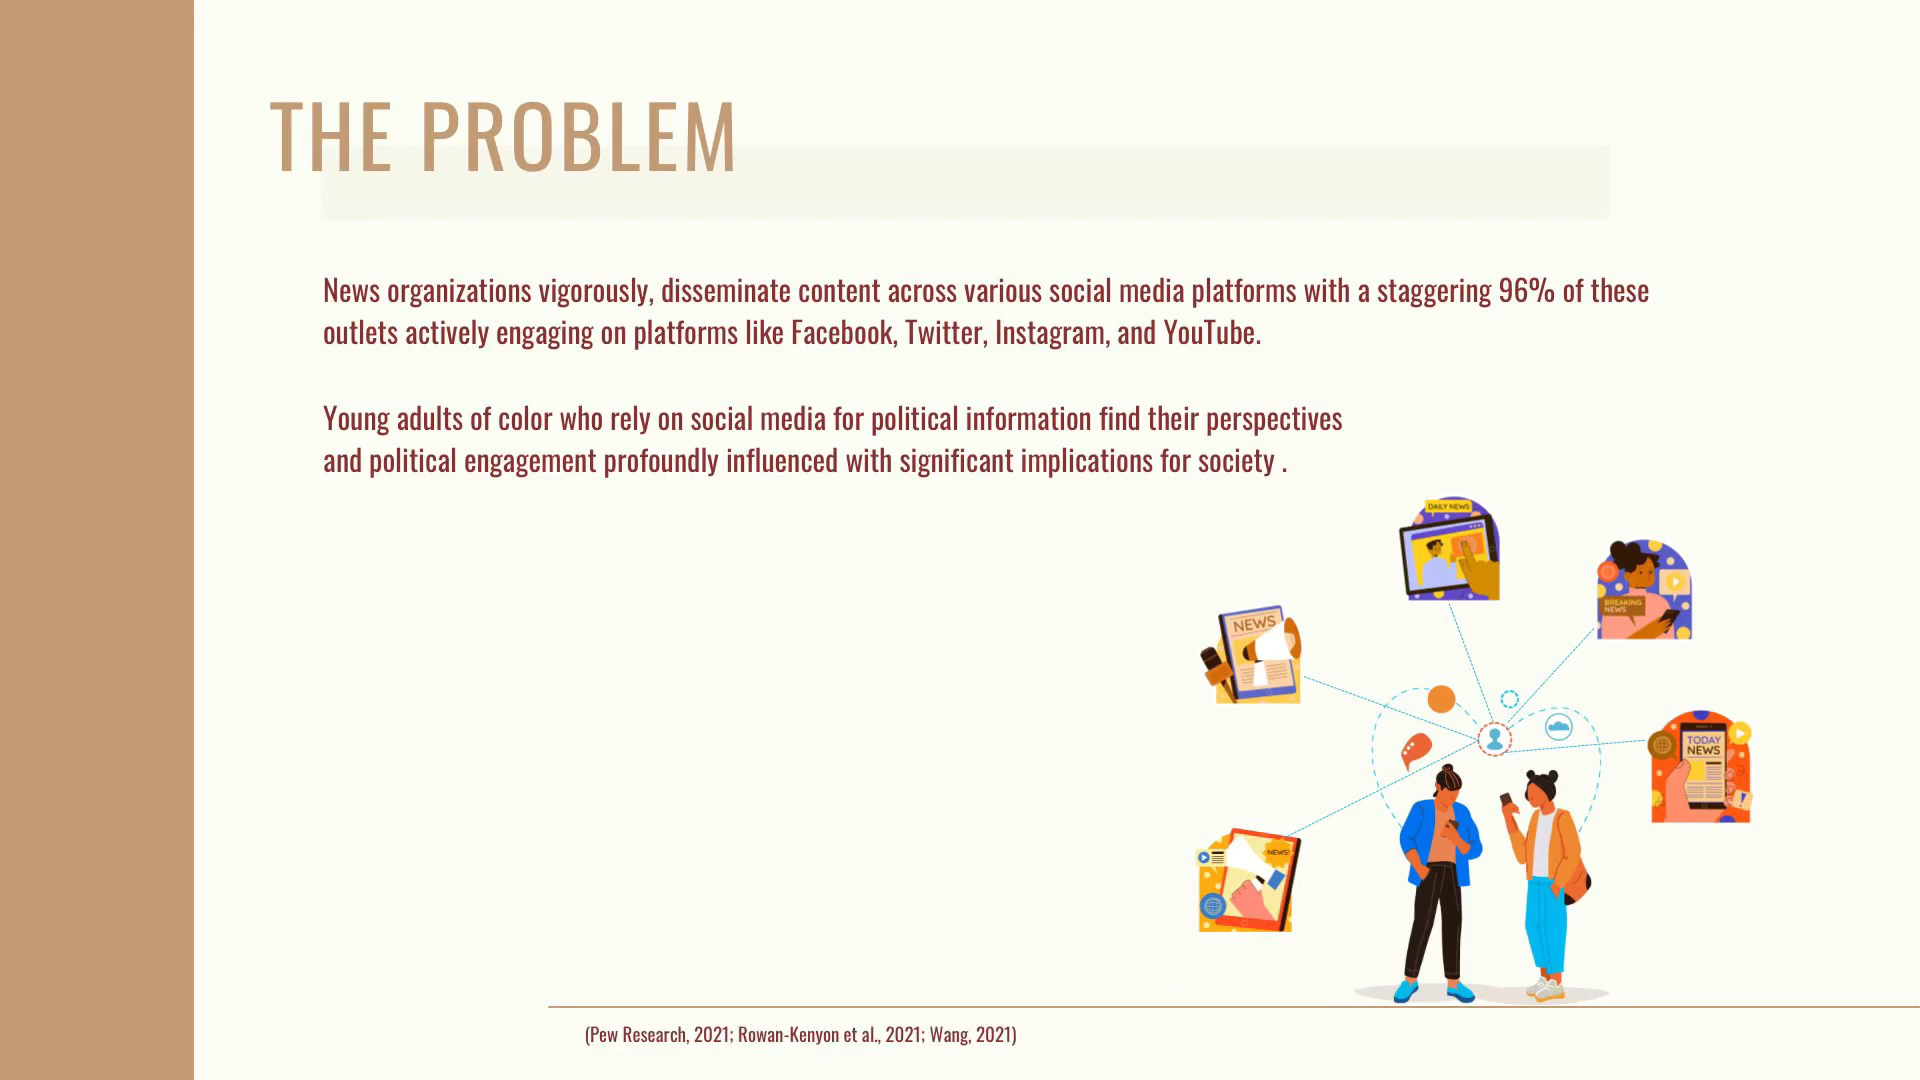 THE PROBLEM
News organizations vigorously, disseminate content across various social media platforms with a staggering 96% of these
outlets actively engaging on platforms like Facebook, Twitter, Instagram, and YouTube.
Young adults of color who rely on social media for political information find their perspectives
and political engagement profoundly influenced with significant implications for society .
DAILY NEWS
BREAKING
NEWS
NEWS
TODAY
NEWS
NEWS!
(Pew Research, 2021; Rowan-Kenyon et al., 2021; Wang, 2021)